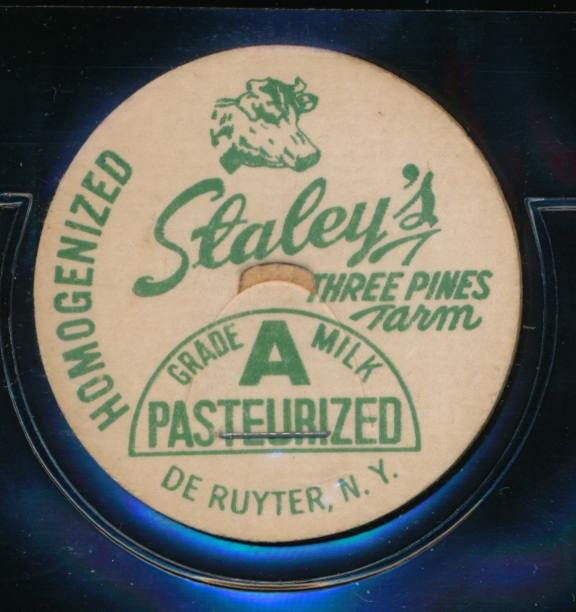 HOMOGENIZED
Staley's
THREE PINES
Farm
GRADE A MILK
PASTEURIZED
DE RUYTER, N. Y.